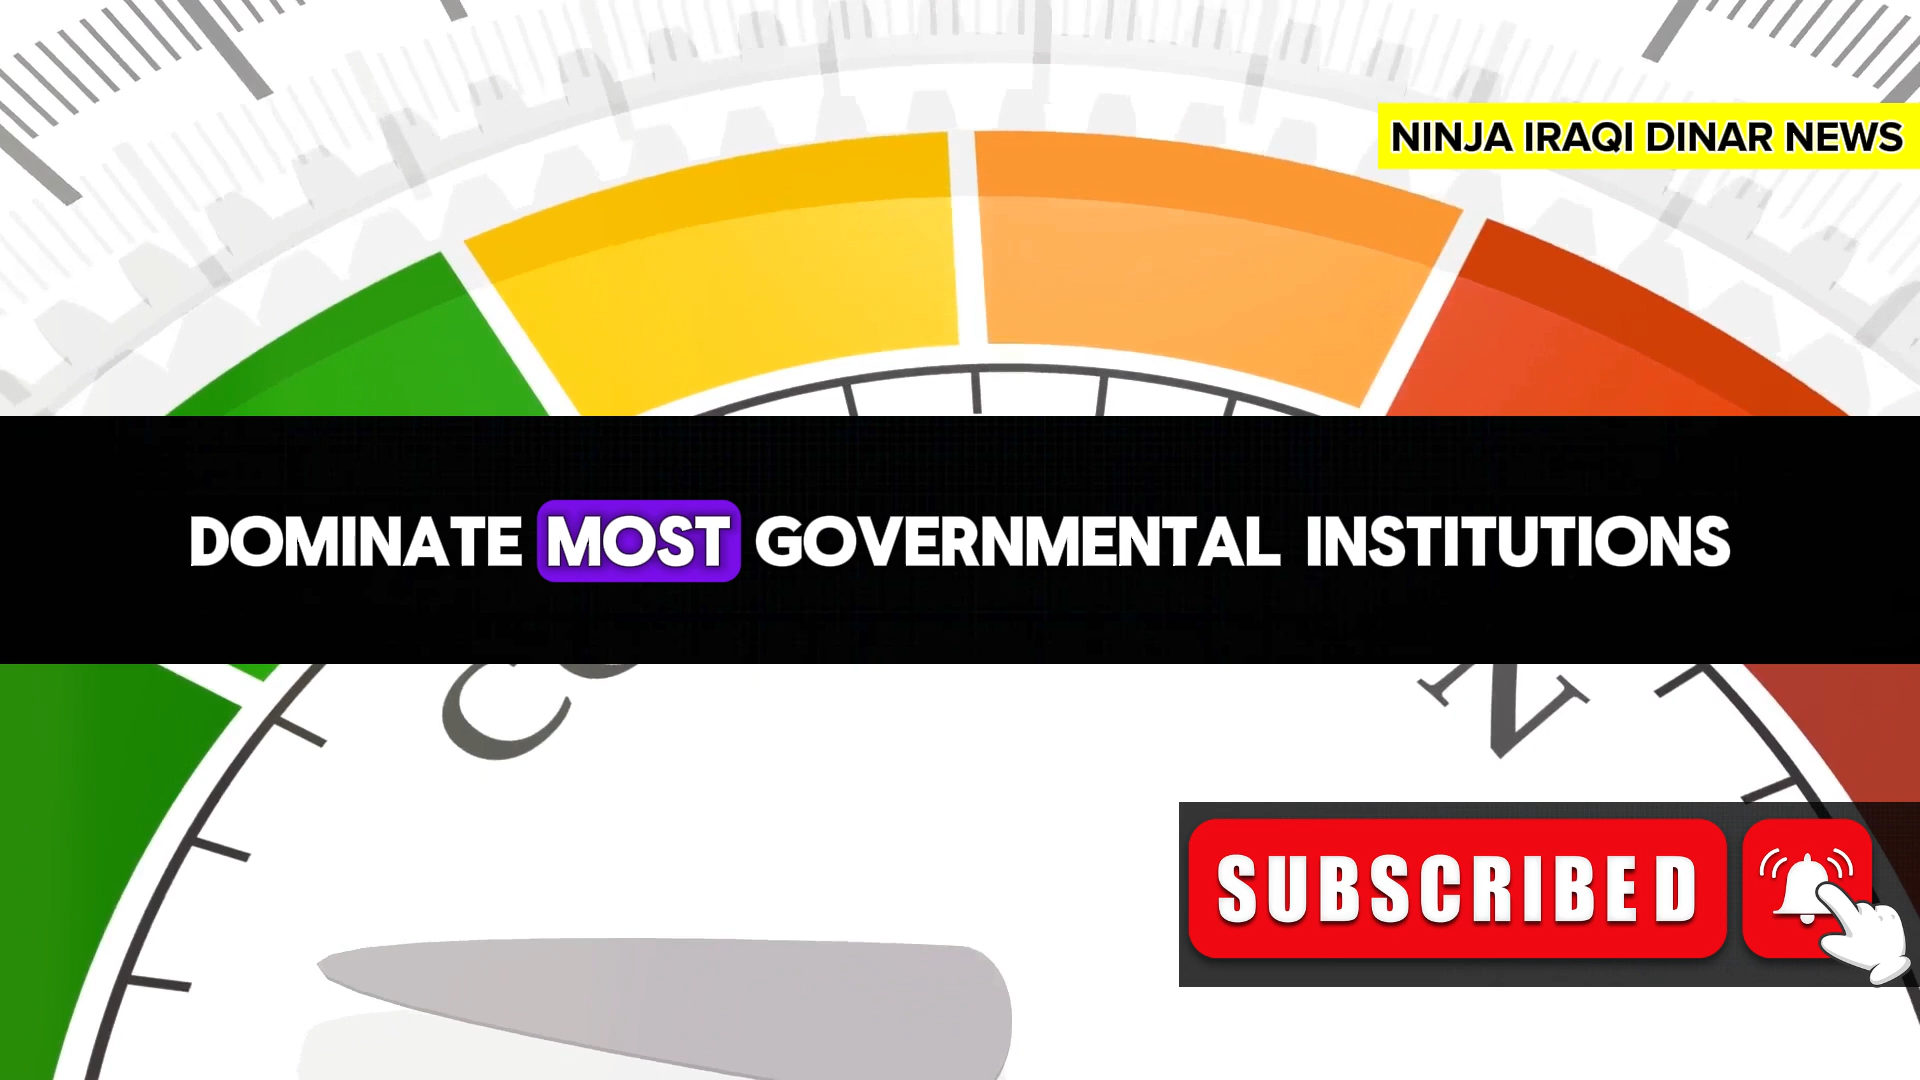 NINJA IRAQI DINAR NEWS
DOMINATE MOST GOVERNMENTAL INSTITUTIONS
SUBSCRIBED